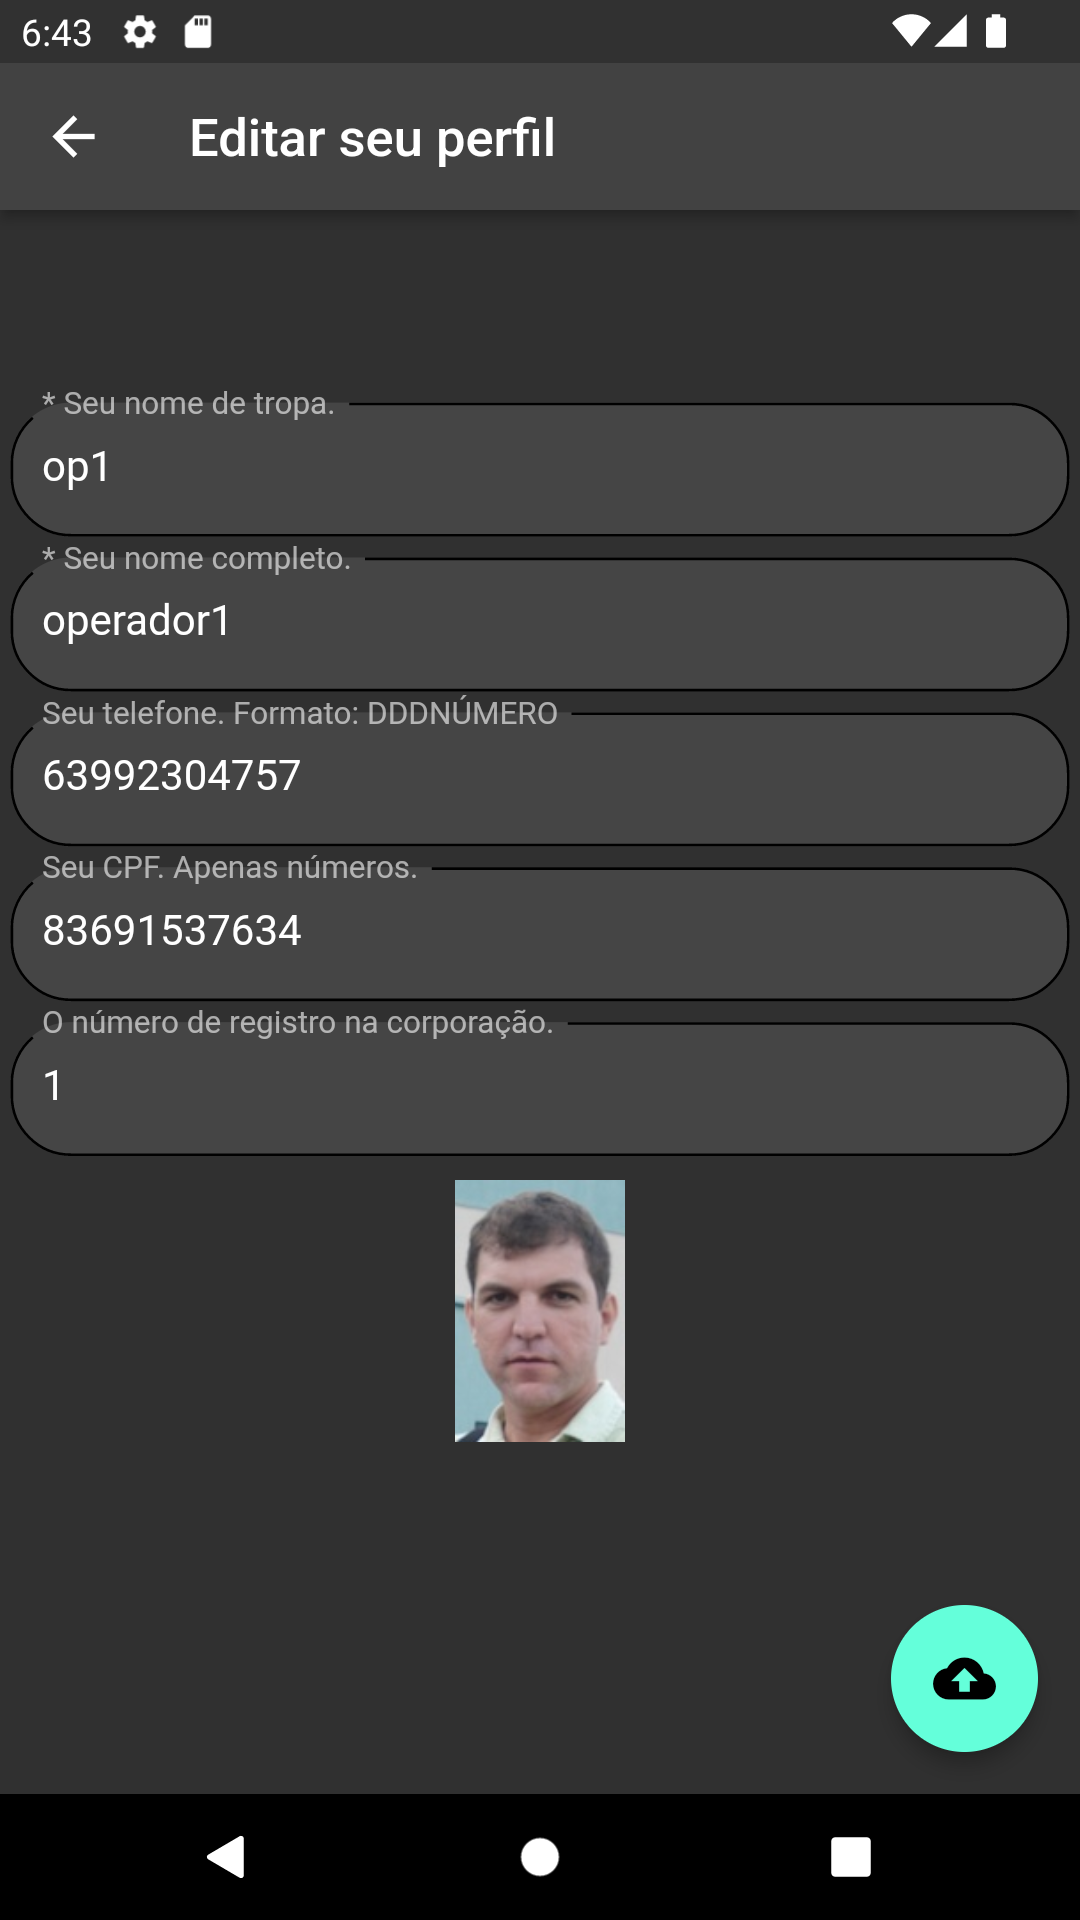 6:43
Editar seu perfil
* Seu nome de tropa.
op1
* Seu nome completo.
operador1
Seu telefone. Formato: DDDNÚMERO
63992304757
Seu CPF. Apenas números.
83691537634
O número de registro na corporação.
1